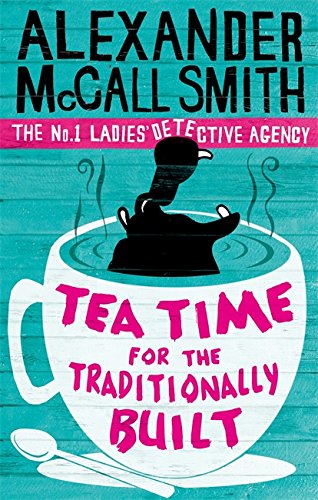 ALEXANDER
McCALL SMITH
THE No.1 LADIES' DETECTIVE AGENCY
TEA TIME
FOR THE
TRADITIONALLY
BUILT